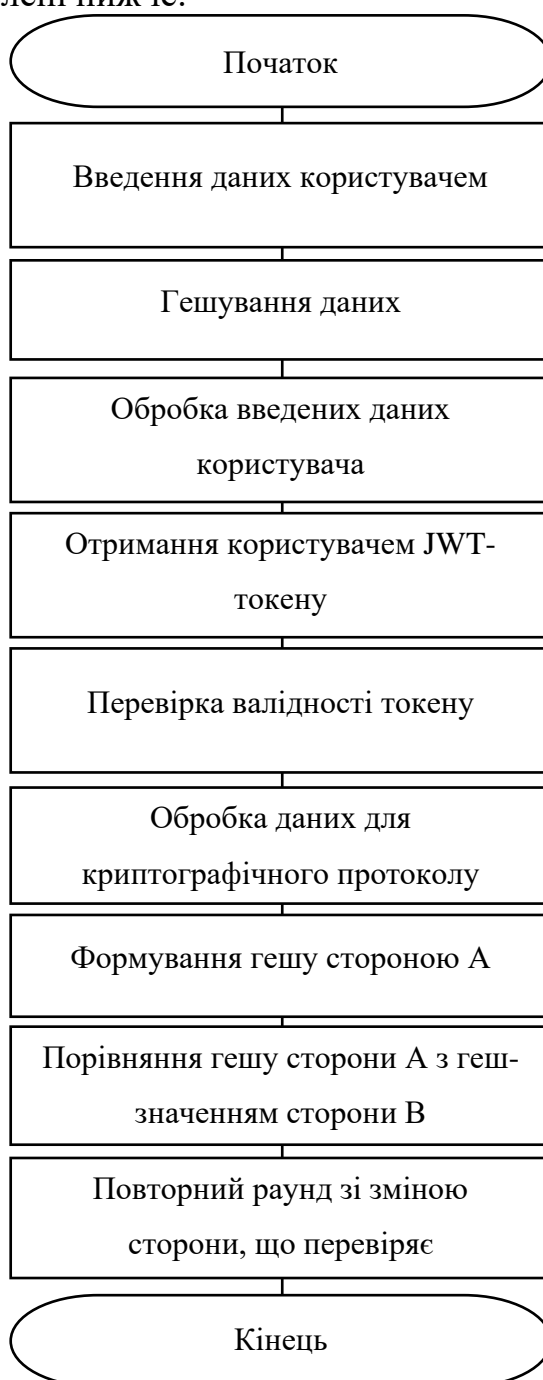 Початок
Введення даних користувачем
Гешування даних
Обробка введених даних
користувача
Отримання користувачем JWT-
токену
Перевірка валідності токену
Обробка даних для
криптографічного протоколу
Формування гешу стороною А
Порівняння гешу сторони А з геш-
значенням сторони В
Повторний раунд зі зміною
сторони, що перевіряє
Кінець